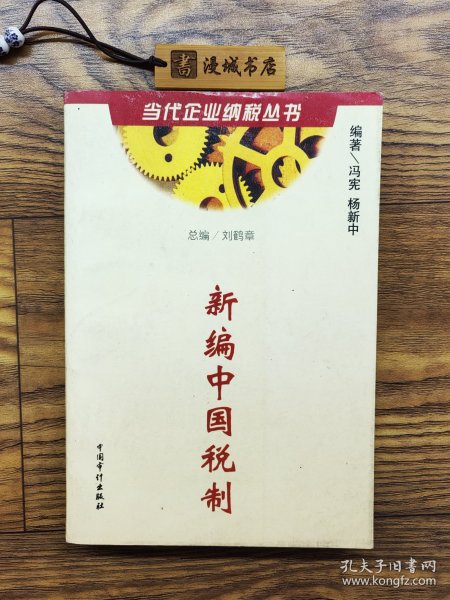 書 漫城书店
当代企业纳税丛书
编著\冯宪 杨新中
总编/刘鹤章
新编中国税制
中国审计出版社
孔夫子旧书网
www.kongfz.com